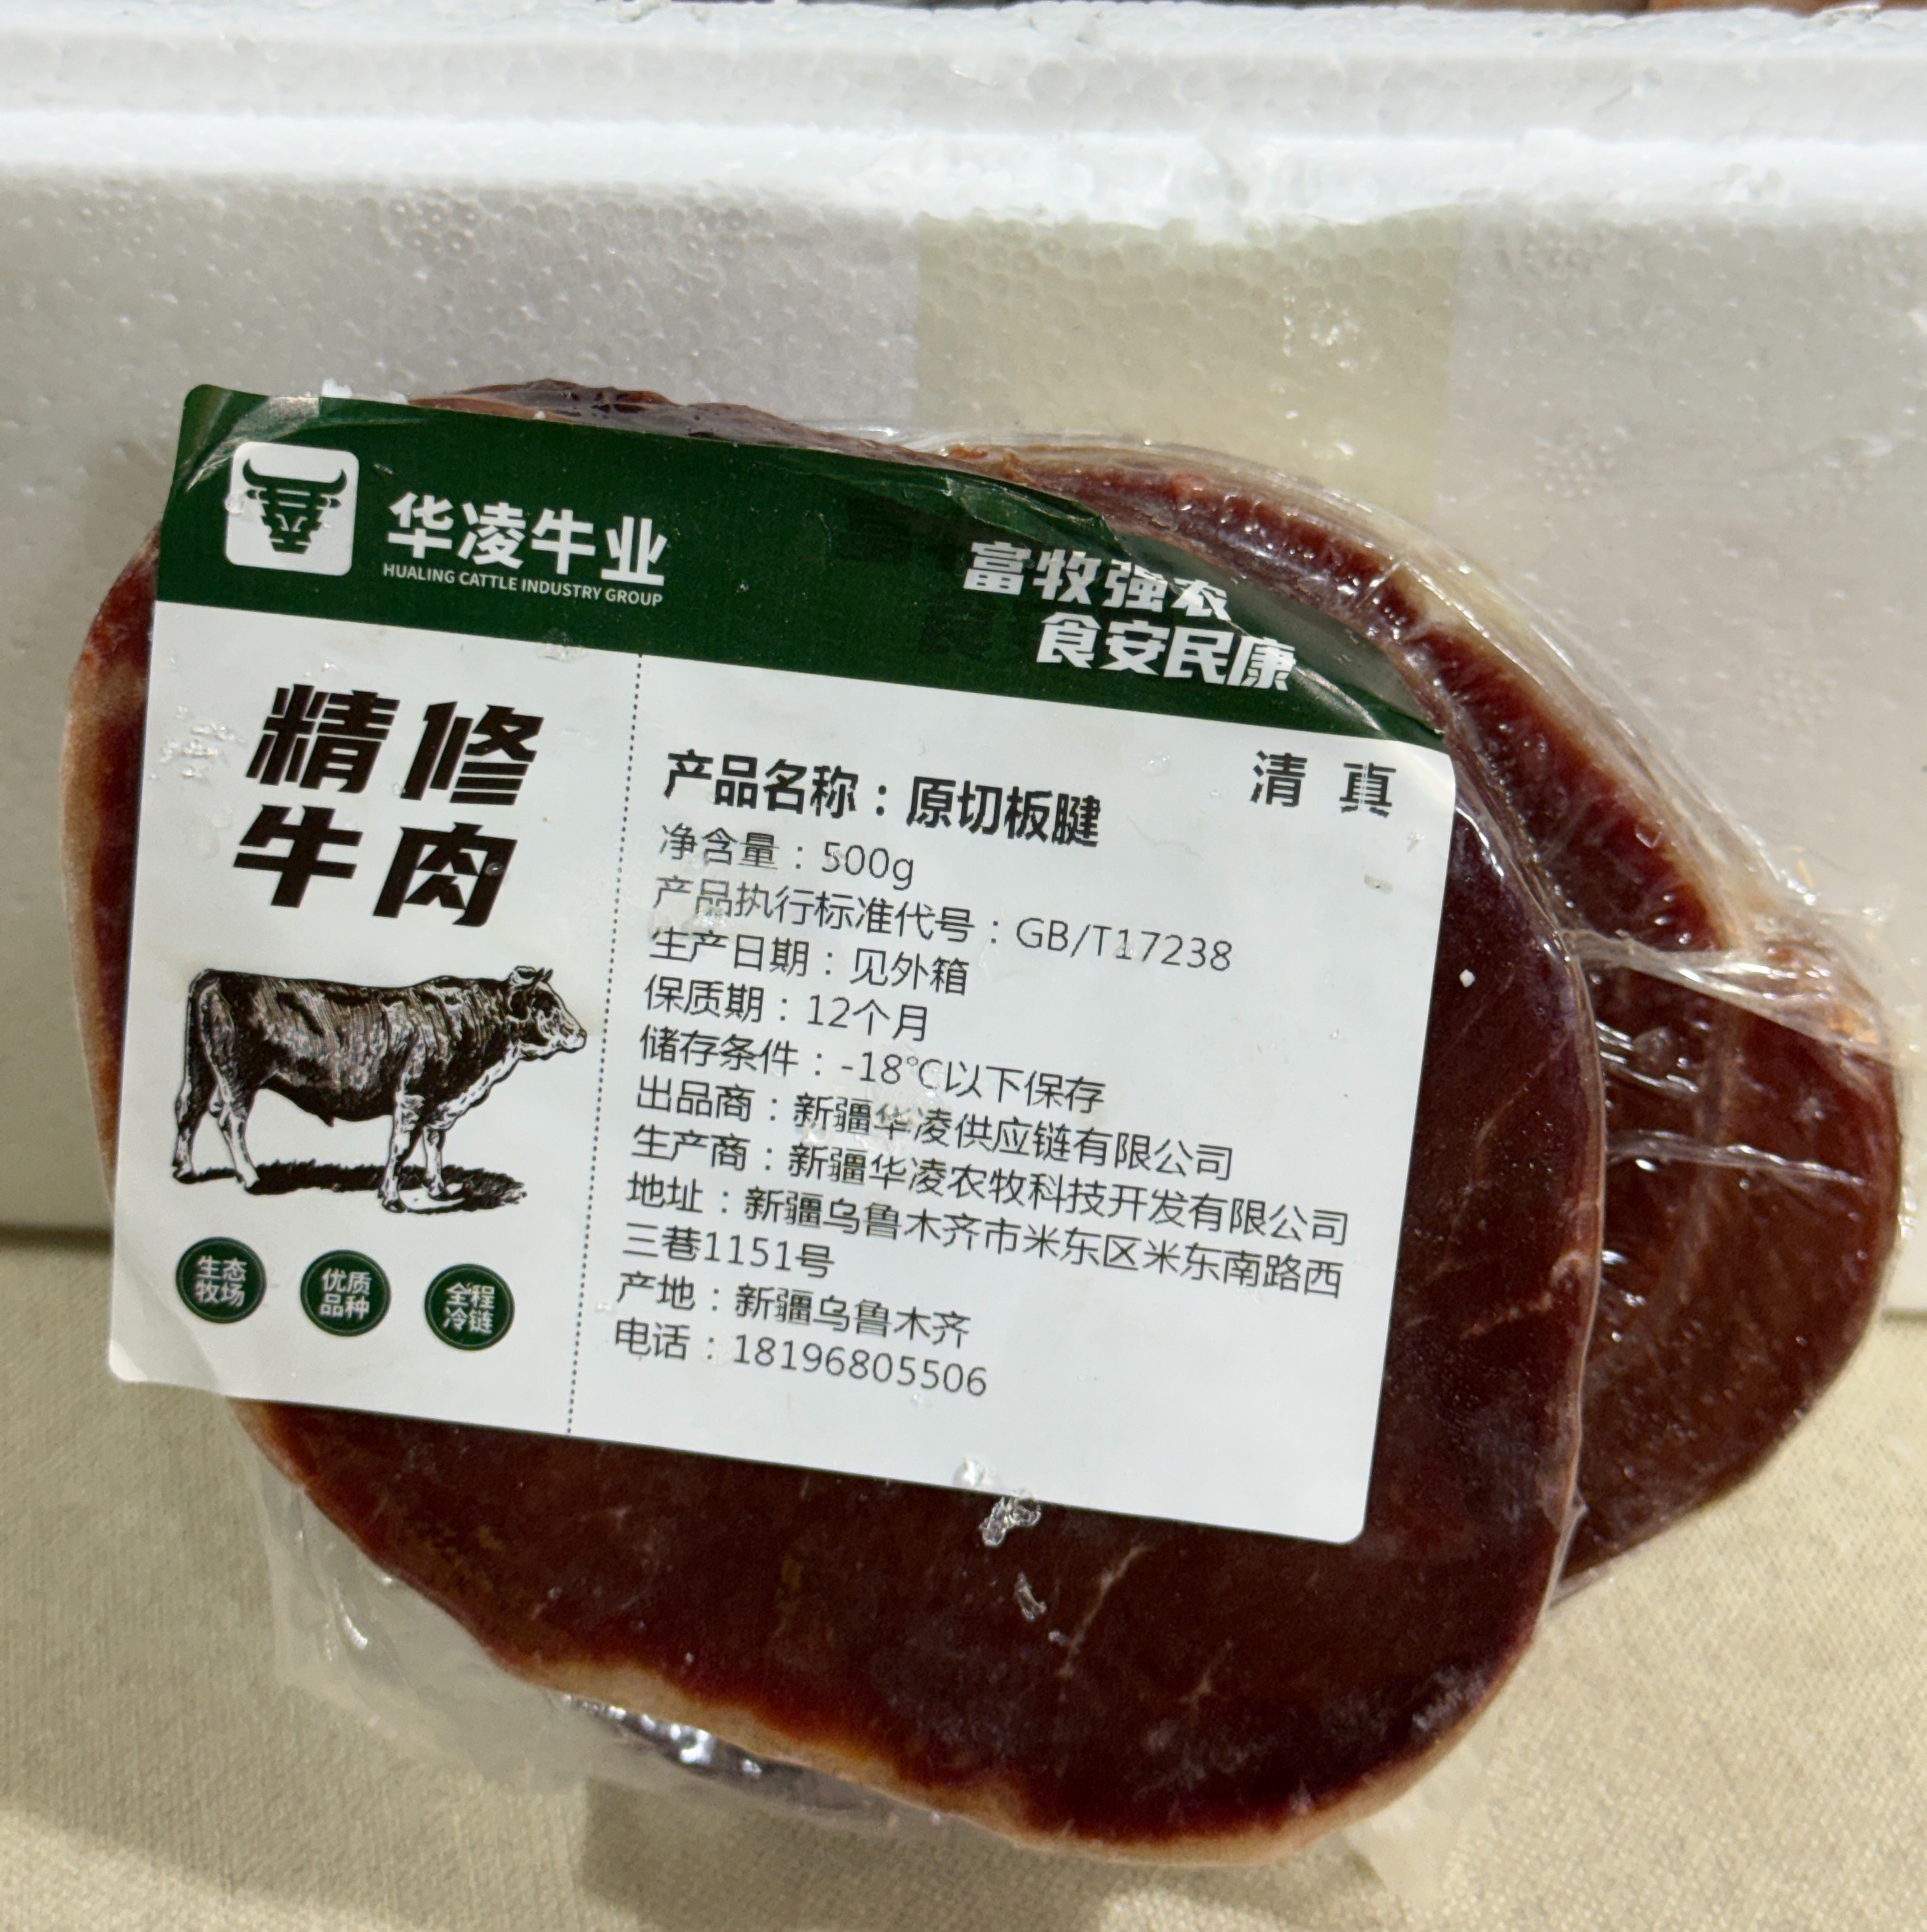 华凌牛业
HUALING CATTLE INDUSTRY GROUP
富牧强农
食安民康
精修
牛肉
生态
牧场
优质
品种
全程
冷链
清真
产品名称：原切板腱
净含量：500g
产品执行标准代号：GB/T17238
生产日期：见外箱
保质期：12个月
储存条件：-18℃以下保存
出品商：新疆华凌供应链有限公司
生产商：新疆华凌农牧科技开发有限公司
地址：新疆乌鲁木齐市米东区米东南路西
三巷1151号
产地：新疆乌鲁木齐
电话：18196805506